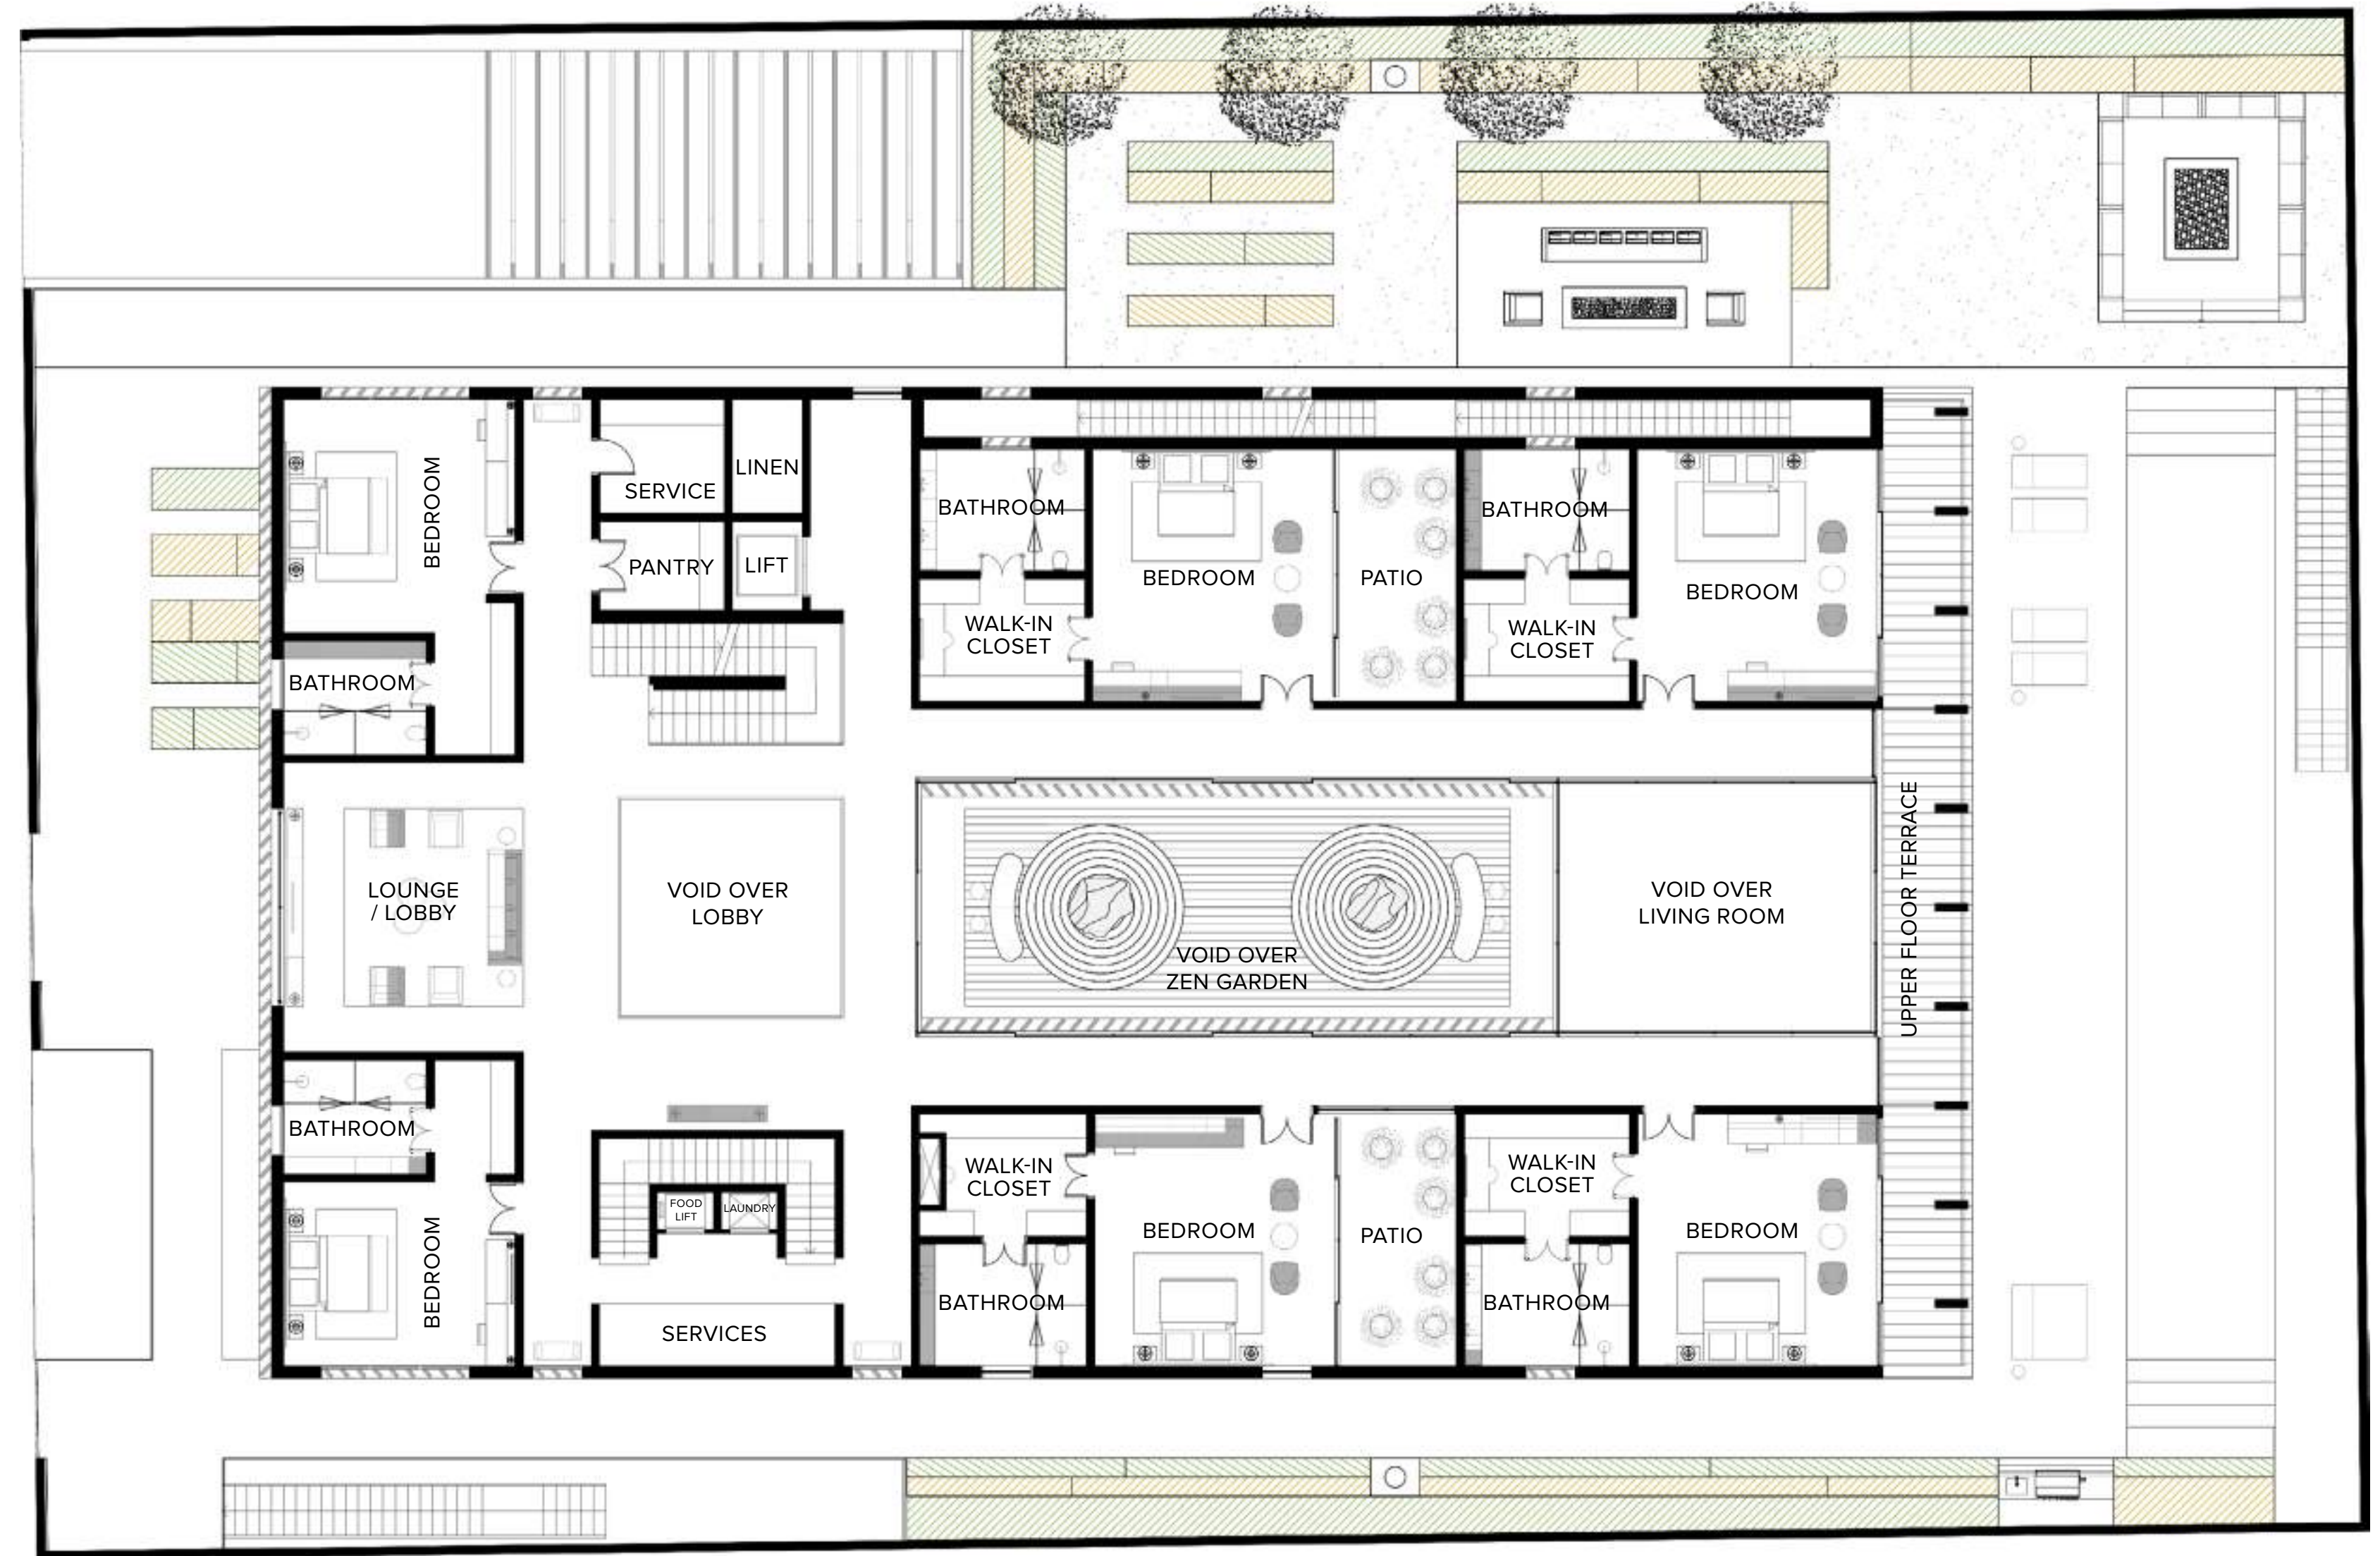 BEDROOM
SERVICE
LINEN
PANTRY
LIFT
BATHROOM
WALK-IN
CLOSET
BEDROOM
PATIO
BATHROOM
WALK-IN
CLOSET
BEDROOM
BATHROOM
LOUNGE
/ LOBBY
VOID OVER
LOBBY
VOID OVER
ZEN GARDEN
VOID OVER
LIVING ROOM
UPPER FLOOR TERRACE
BATHROOM
BEDROOM
FOOD
LIFT
LAUNDRY
SERVICES
WALK-IN
CLOSET
BATHROOM
BEDROOM
PATIO
WALK-IN
CLOSET
BATHROOM
BEDROOM